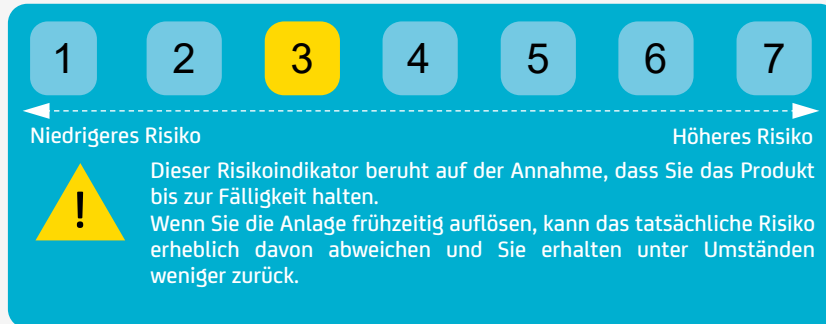 1 2 3 4 5 6 7
Niedrigeres Risiko Höheres Risiko
! Dieser Risikoindikator beruht auf der Annahme, dass Sie das Produkt
bis zur Fälligkeit halten.
Wenn Sie die Anlage frühzeitig auflösen, kann das tatsächliche Risiko
erheblich davon abweichen und Sie erhalten unter Umständen
weniger zurück.